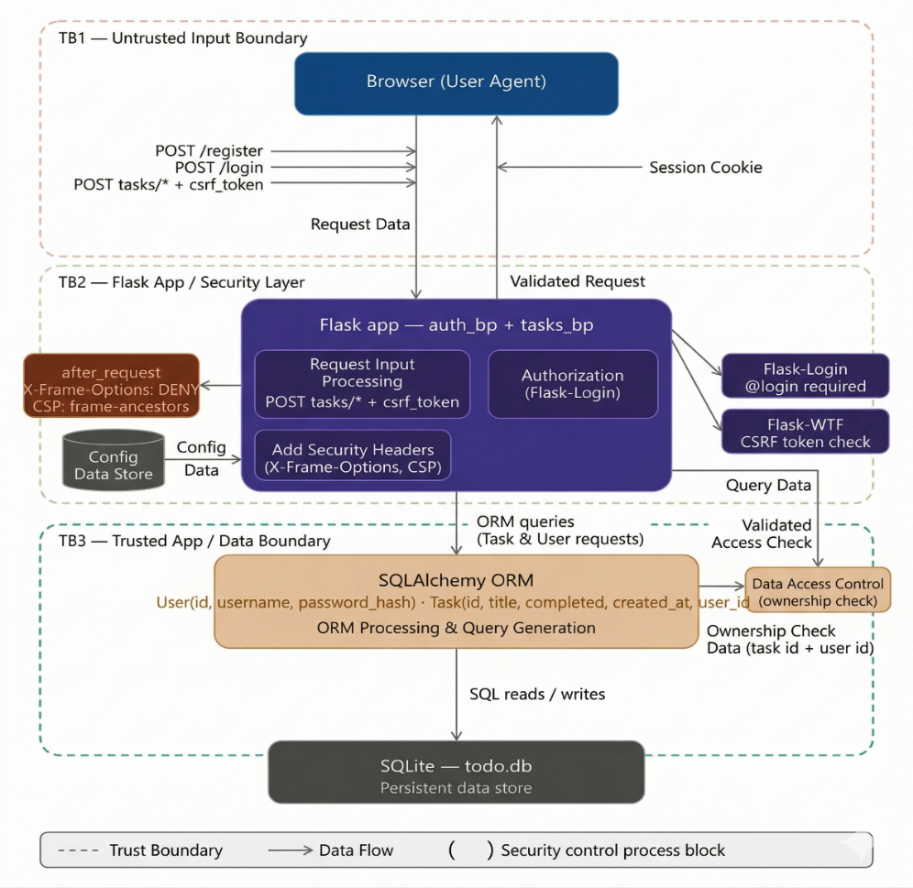 TB1 — Untrusted Input Boundary
Browser (User Agent)
POST /register
POST /login
POST tasks/* + csrf_token
Session Cookie
Request Data
TB2 — Flask App / Security Layer
Validated Request
Flask app — auth_bp + tasks_bp
Request Input
Processing
POST tasks/* + csrf_token
Authorization
(Flask-Login)
Add Security Headers
(X-Frame-Options, CSP)
after_request
X-Frame-Options: DENY
CSP: frame-ancestors
Config
Data Store
Config
Data
Flask-Login
@login required
Flask-WTF
CSRF token check
Query Data
ORM queries
(Task & User requests)
Validated
Access Check
TB3 — Trusted App / Data Boundary
SQLAlchemy ORM
User(id, username, password_hash) · Task(id, title, completed, created_at, user_id
ORM Processing & Query Generation
Data Access Control
(ownership check)
Ownership Check
Data (task id + user id)
SQL reads / writes
SQLite — todo.db
Persistent data store
Trust Boundary
Data Flow
( ) Security control process block